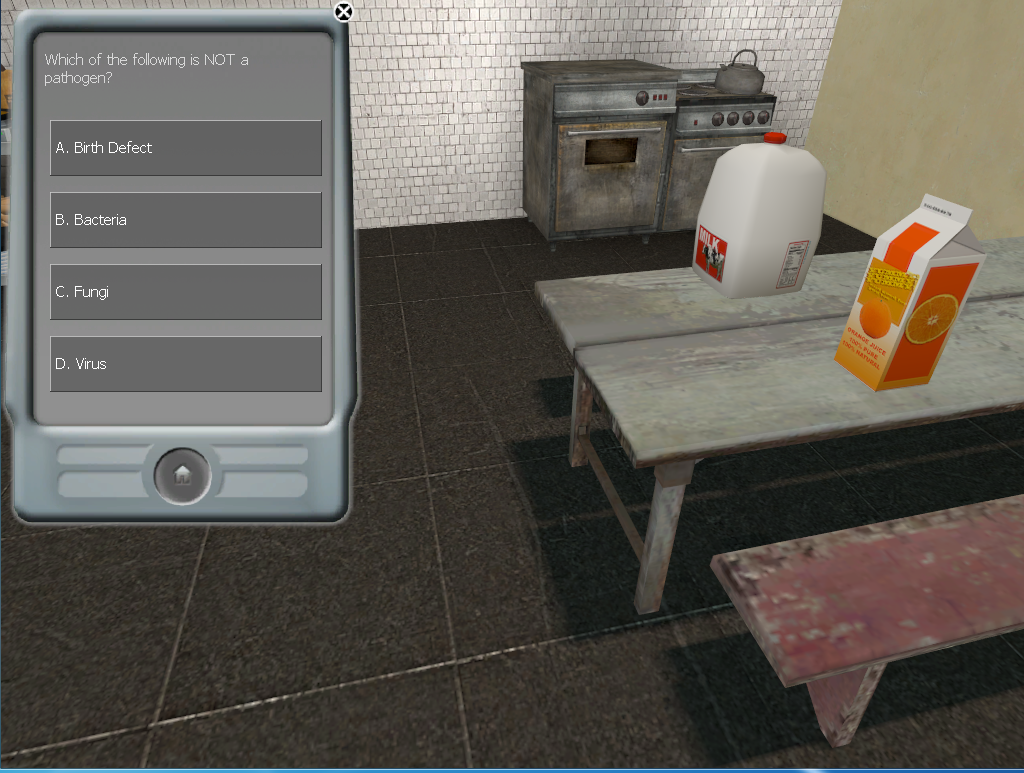 Which of the following is NOT a
pathogen?
A. Birth Defect
B. Bacteria
C. Fungi
D. Virus
MILK
ORANGE JUICE
100% PURE
100% NATURAL